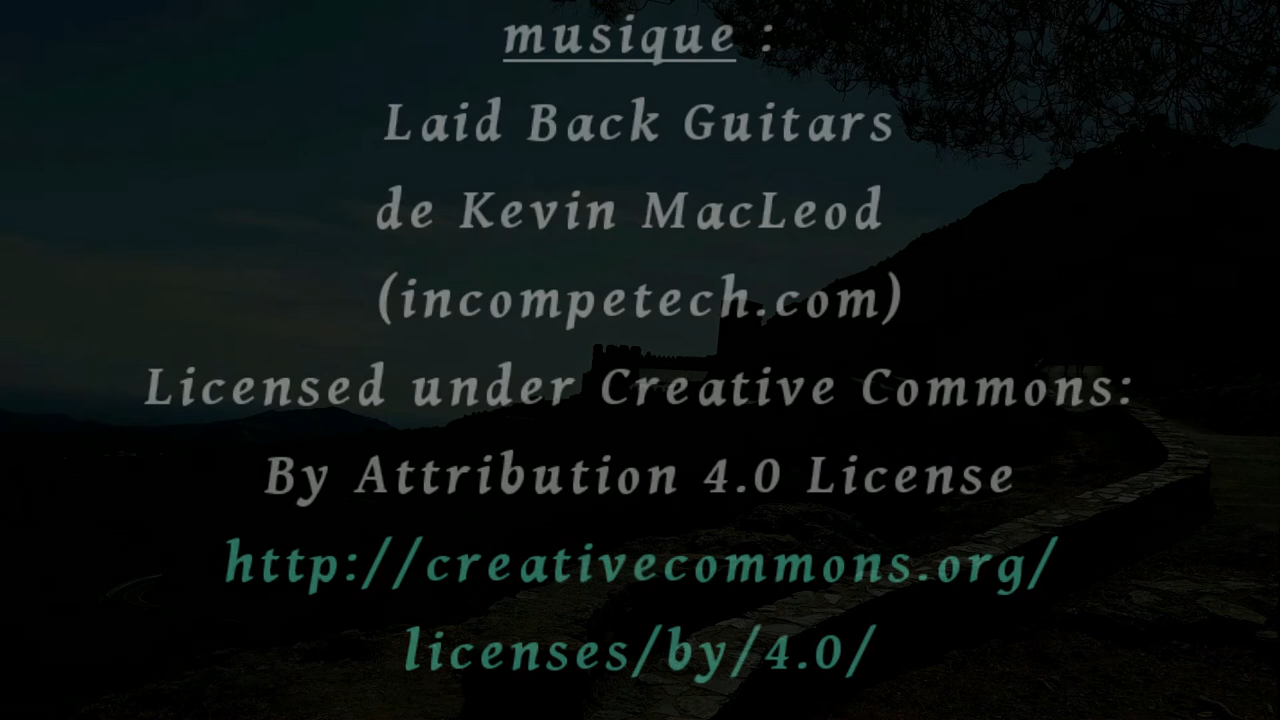 musique :
Laid Back Guitars
de Kevin MacLeod
(incompetech.com)
Licensed under Creative Commons:
By Attribution 4.0 License
http://creativecommons.org/
licenses/by/4.0/